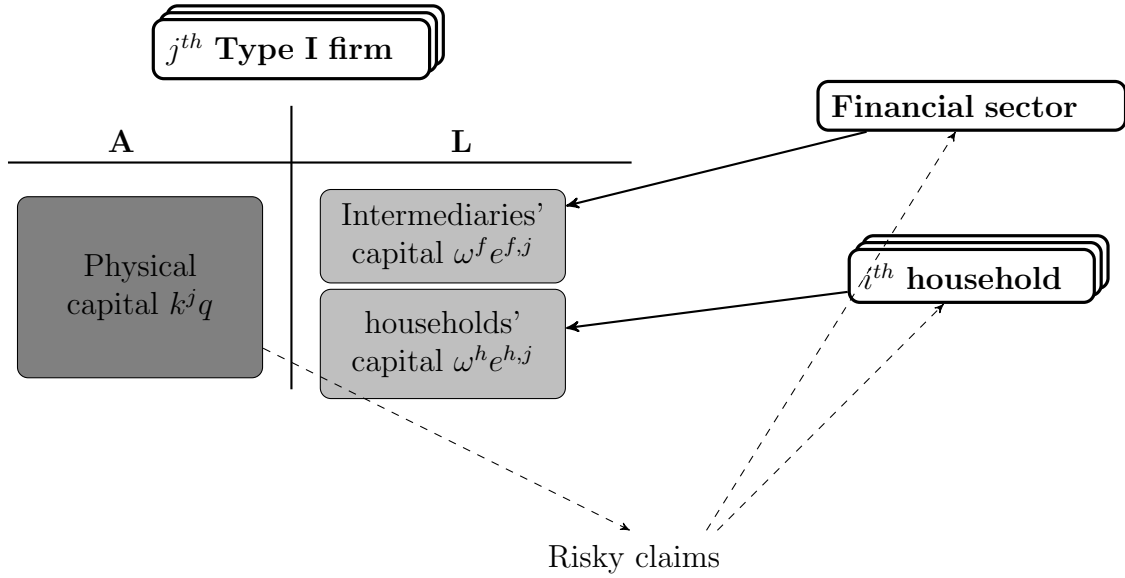 j^{th} Type I firm
A
L
Financial sector
Intermediaries'
capital ω^f e^{f,j}
Physical
capital k^j q
i^{th} household
households'
capital ω^h e^{h,j}
Risky claims